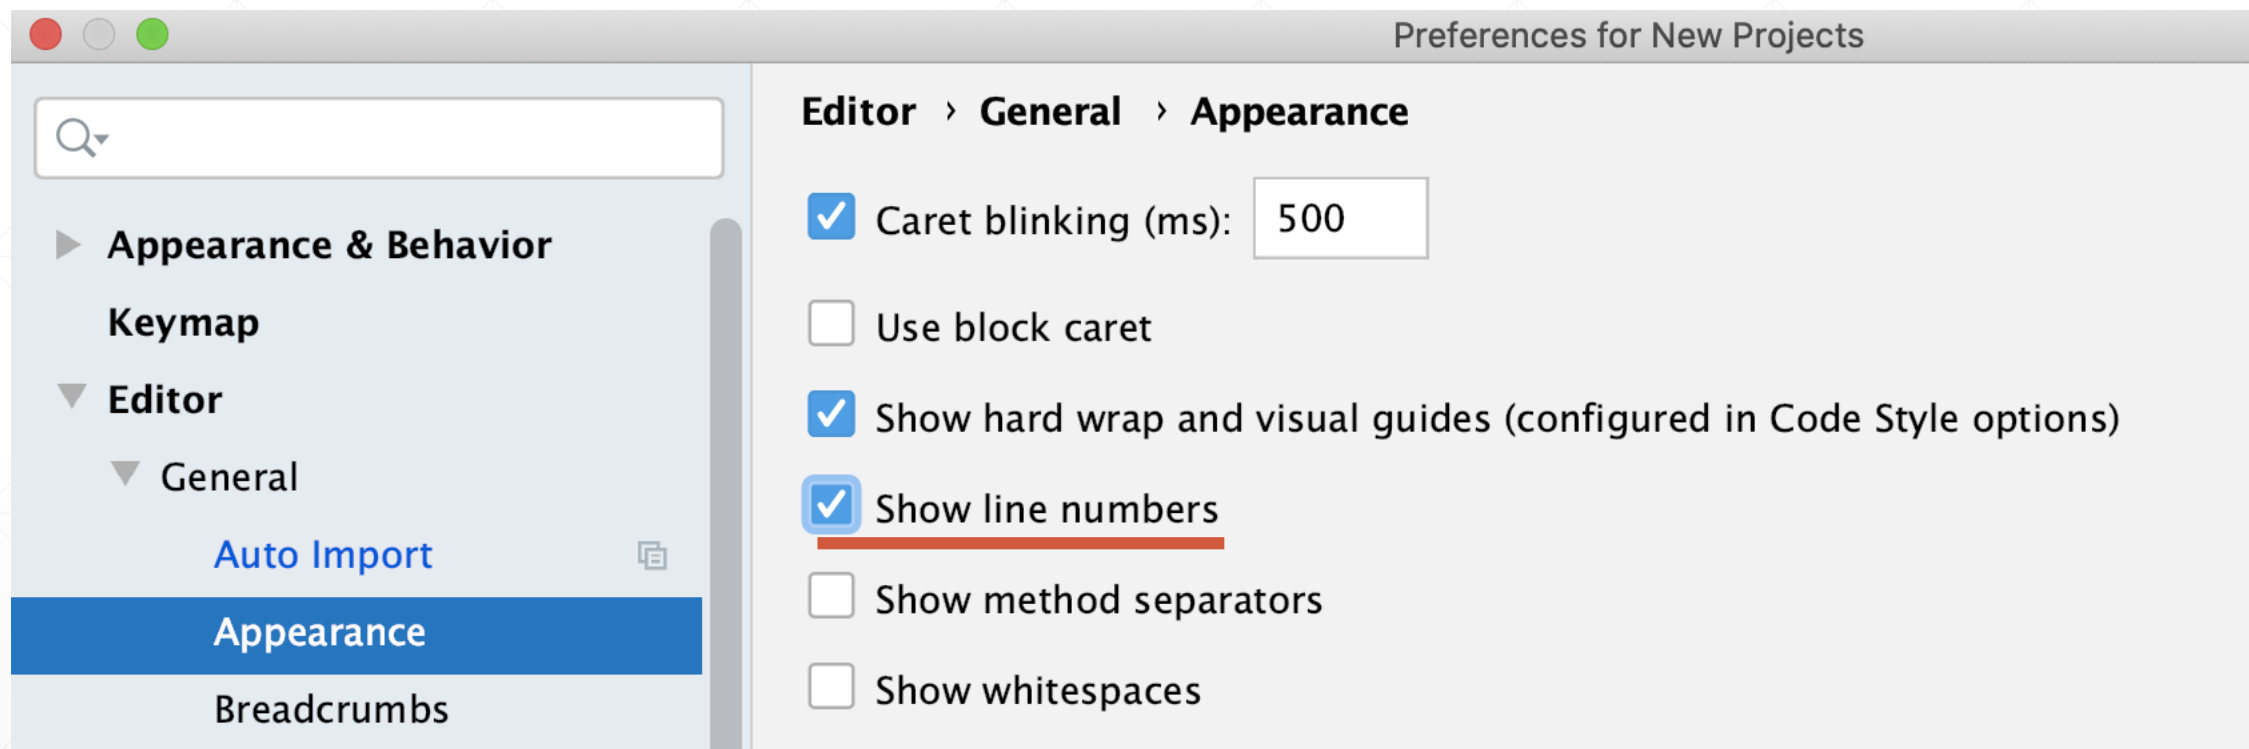 Preferences for New Projects
Appearance & Behavior
Keymap
Editor
General
Auto Import
Appearance
Breadcrumbs
Editor › General › Appearance
Caret blinking (ms): 500
Use block caret
Show hard wrap and visual guides (configured in Code Style options)
Show line numbers
Show method separators
Show whitespaces